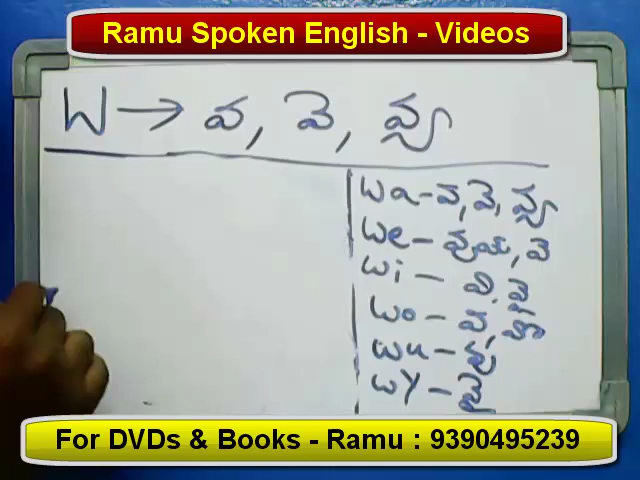 Ramu Spoken English - Videos
W → వ, వె, వ్యు
Wa - వ, వె, వ్యు
We - వుయ్, వె
Wi - వి,
Wo -
Wu -
Wy -
For DVDs & Books - Ramu : 9390495239